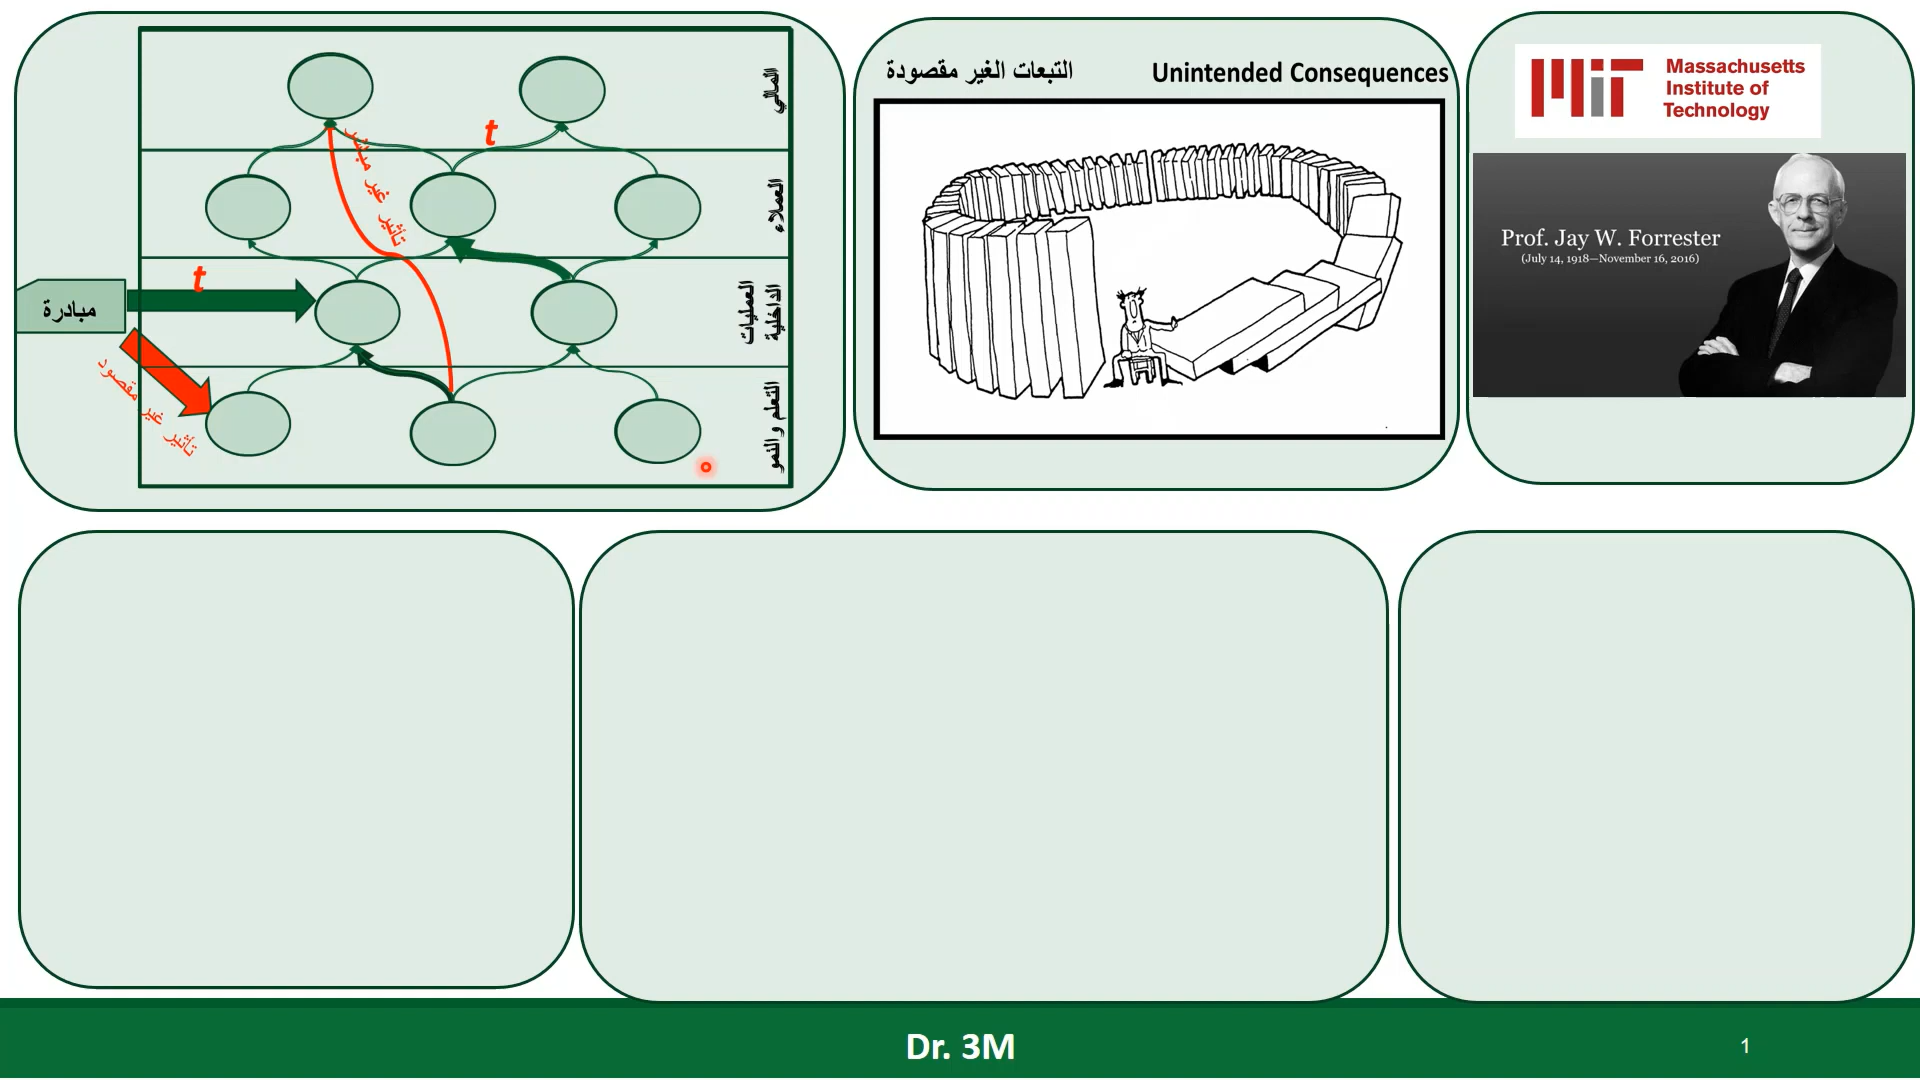 المالي
t
تأثير غير مباشر
العملاء
t
مبادرة
العمليات
الداخلية
تأثير غير مقصود
التعلم والنمو
التبعات الغير مقصودة
Unintended Consequences
Massachusetts
Institute of
Technology
Prof. Jay W. Forrester
(July 14, 1918—November 16, 2016)
Dr. 3M
1